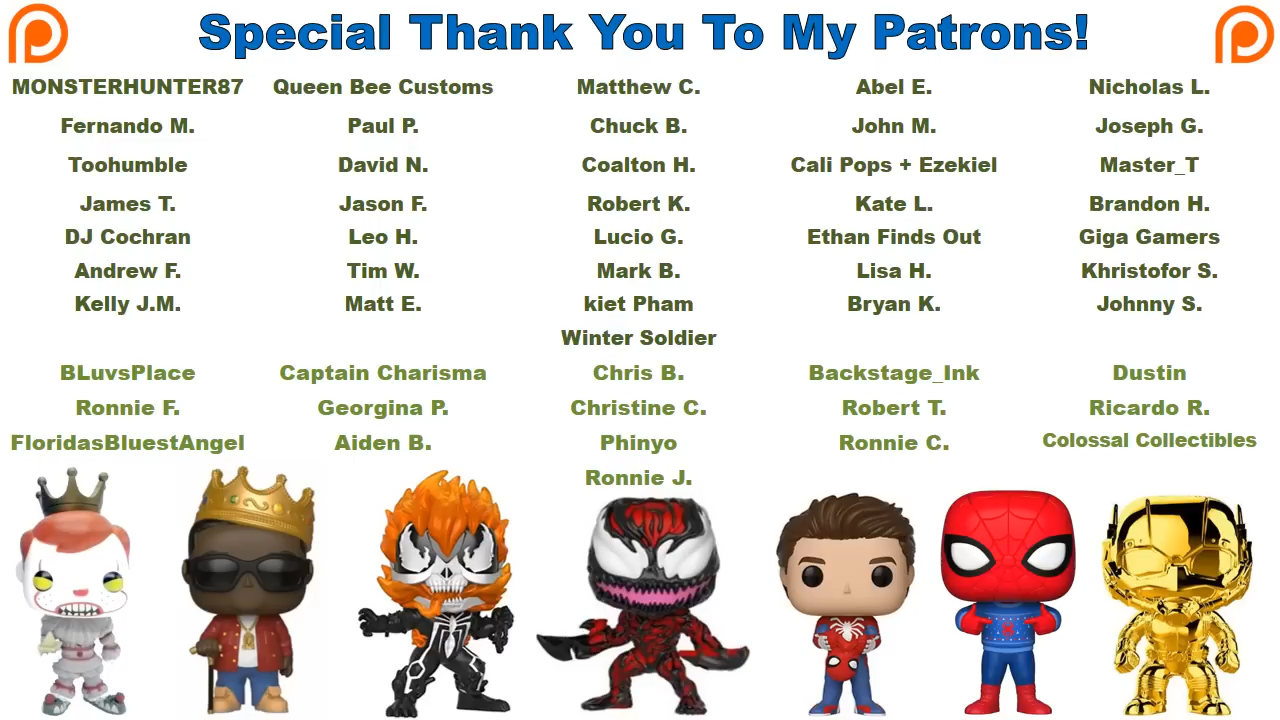 Special Thank You To My Patrons!
MONSTERHUNTER87 Queen Bee Customs Matthew C. Abel E. Nicholas L.
Fernando M. Paul P. Chuck B. John M. Joseph G.
Toohumble David N. Coalton H. Cali Pops + Ezekiel Master_T
James T. Jason F. Robert K. Kate L. Brandon H.
DJ Cochran Leo H. Lucio G. Ethan Finds Out Giga Gamers
Andrew F. Tim W. Mark B. Lisa H. Khristofor S.
Kelly J.M. Matt E. kiet Pham Bryan K. Johnny S.
Winter Soldier
BLuvsPlace Captain Charisma Chris B. Backstage_Ink Dustin
Ronnie F. Georgina P. Christine C. Robert T. Ricardo R.
FloridasBluestAngel Aiden B. Phinyo Ronnie C. Colossal Collectibles
Ronnie J.